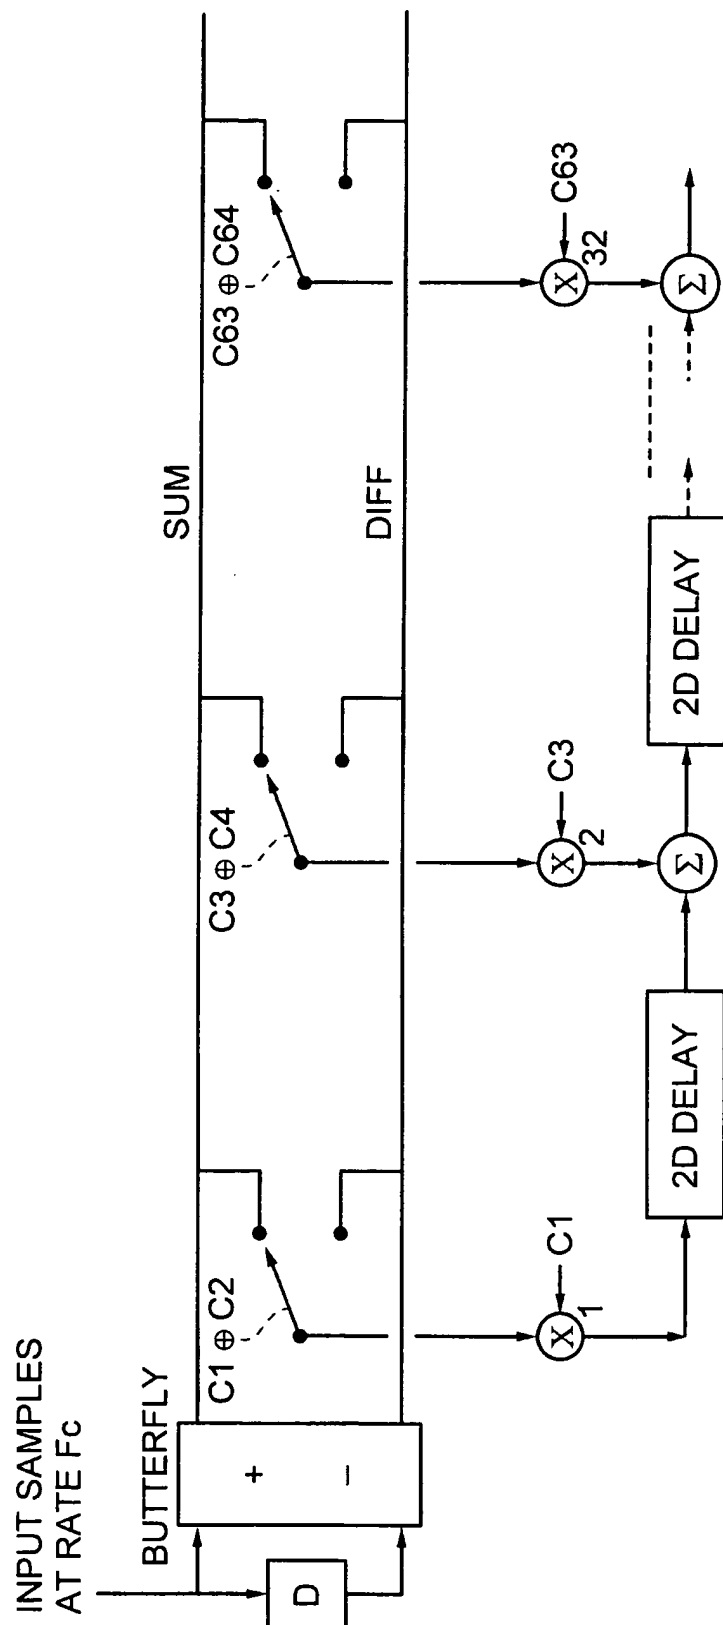 INPUT SAMPLES
AT RATE Fc
BUTTERFLY
+
−
D
SUM
DIFF
C1 ⊕ C2
C3 ⊕ C4
C63 ⊕ C64
X
1
C1
X
2
C3
X
32
C63
2D DELAY
Σ
2D DELAY
Σ